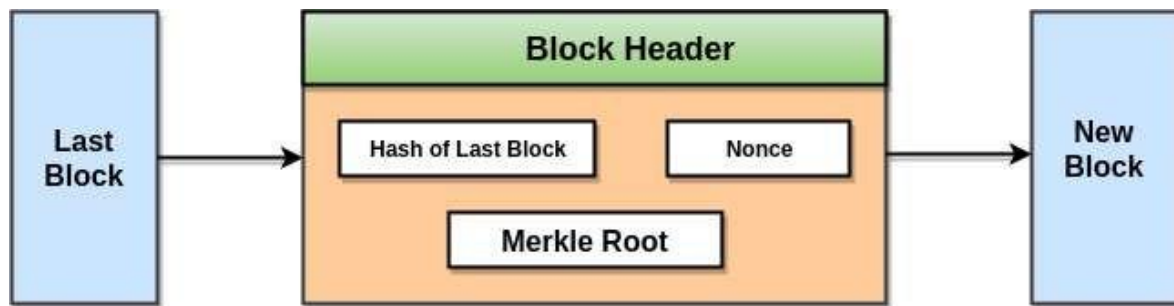 Block Header
Last
Block
Hash of Last Block
Nonce
Merkle Root
New
Block